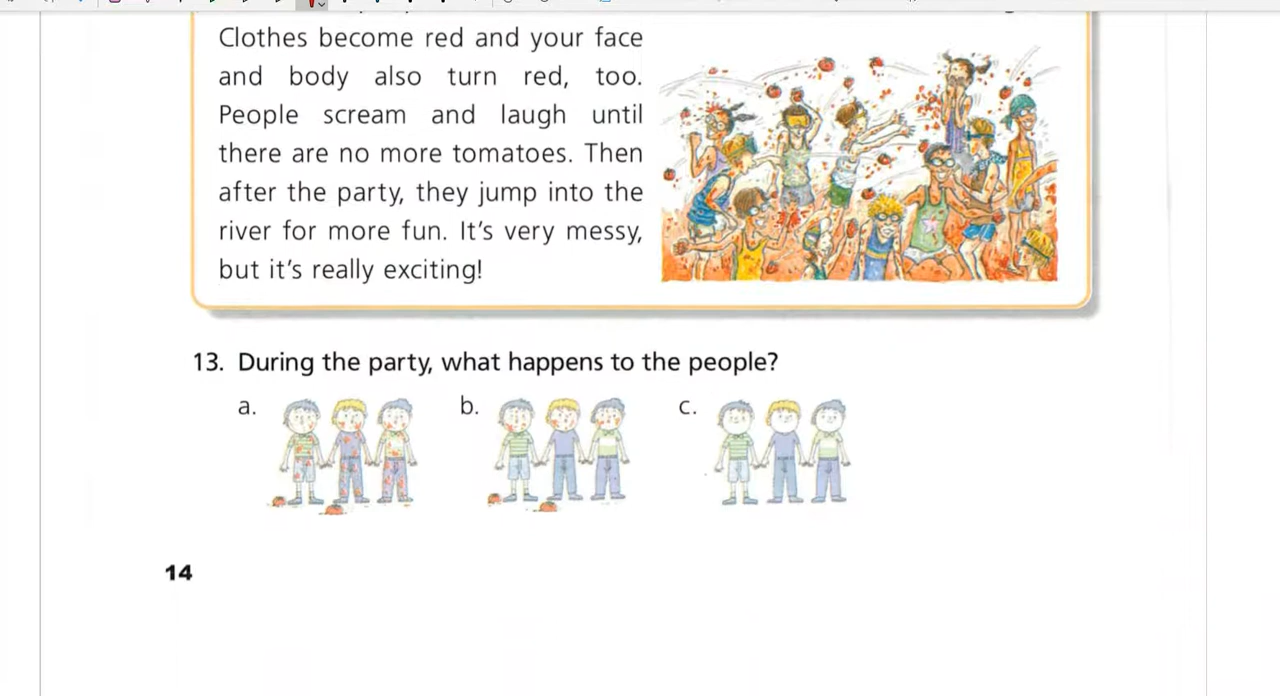 Clothes become red and your face
and body also turn red, too.
People scream and laugh until
there are no more tomatoes. Then
after the party, they jump into the
river for more fun. It's very messy,
but it's really exciting!
13. During the party, what happens to the people?
a. b. c.
14